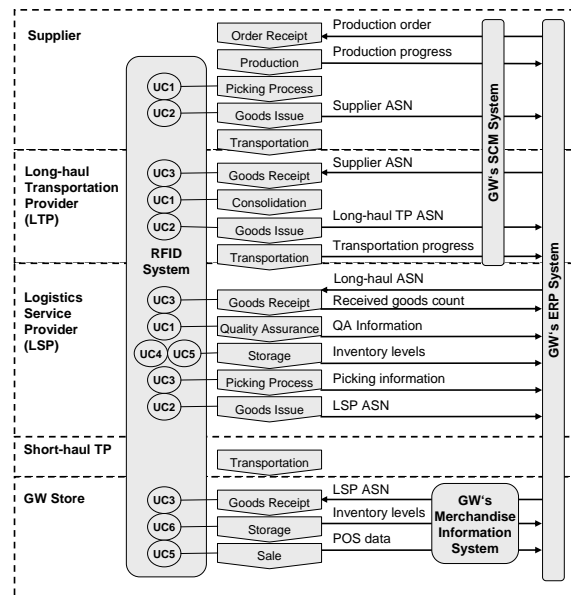 Supplier
Order Receipt
Production order
Production
Production progress
UC1
Picking Process
UC2
Goods Issue
Supplier ASN
Transportation
GW's SCM System
Long-haul
Transportation
Provider
(LTP)
UC3
Goods Receipt
Supplier ASN
UC1
Consolidation
UC2
Goods Issue
Long-haul TP ASN
RFID
System
Transportation
Transportation progress
GW's ERP System
Logistics
Service
Provider
(LSP)
Long-haul ASN
UC3
Goods Receipt
Received goods count
UC1
Quality Assurance
QA Information
UC4
UC5
Storage
Inventory levels
UC3
Picking Process
Picking information
UC2
Goods Issue
LSP ASN
Short-haul TP
Transportation
GW Store
UC3
Goods Receipt
LSP ASN
UC6
Storage
Inventory levels
UC5
Sale
POS data
GW's
Merchandise
Information
System